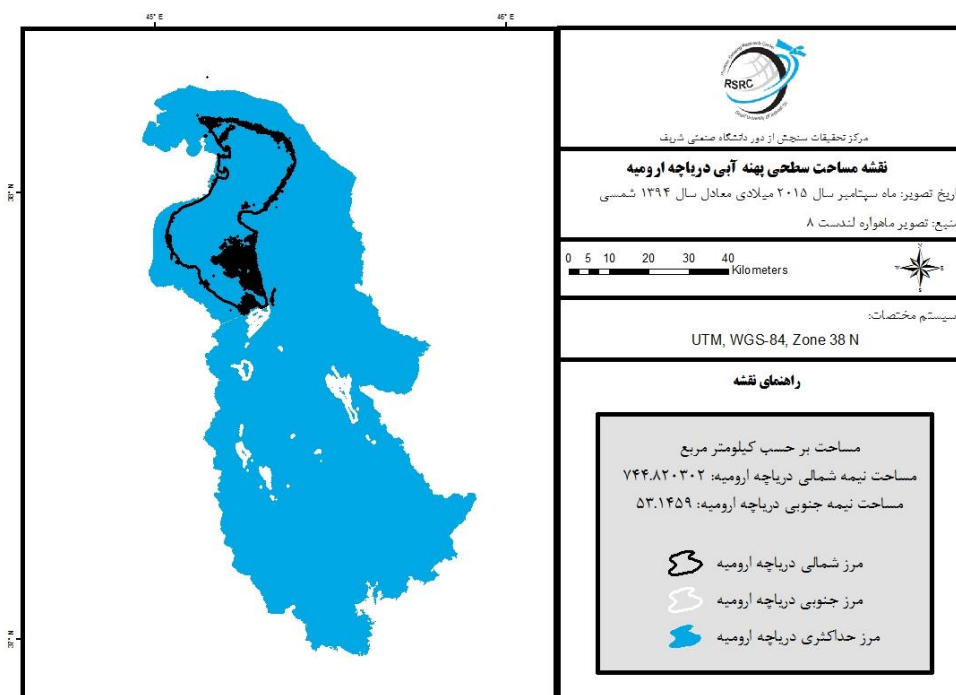 45° E
46° E
38° N
37° N
RSRC
مرکز تحقیقات سنجش از دور دانشگاه صنعتی شریف
نقشه مساحت سطحی پهنه آبی دریاچه ارومیه
اریخ تصویر: ماه سپتامبر سال ۲۰۱۵ میلادی معادل سال ۱۳۹۴ شمسی
منبع: تصویر ماهواره لندست ۸
0 5 10 20 30 40
Kilometers
سیستم مختصات:
UTM, WGS-84, Zone 38 N
راهنمای نقشه
مساحت بر حسب کیلومتر مربع
مساحت نیمه شمالی دریاچه ارومیه: ۷۴۴.۸۲۰۳۰۲
مساحت نیمه جنوبی دریاچه ارومیه: ۵۳.۱۴۵۹
مرز شمالی دریاچه ارومیه
مرز جنوبی دریاچه ارومیه
مرز حداکثری دریاچه ارومیه